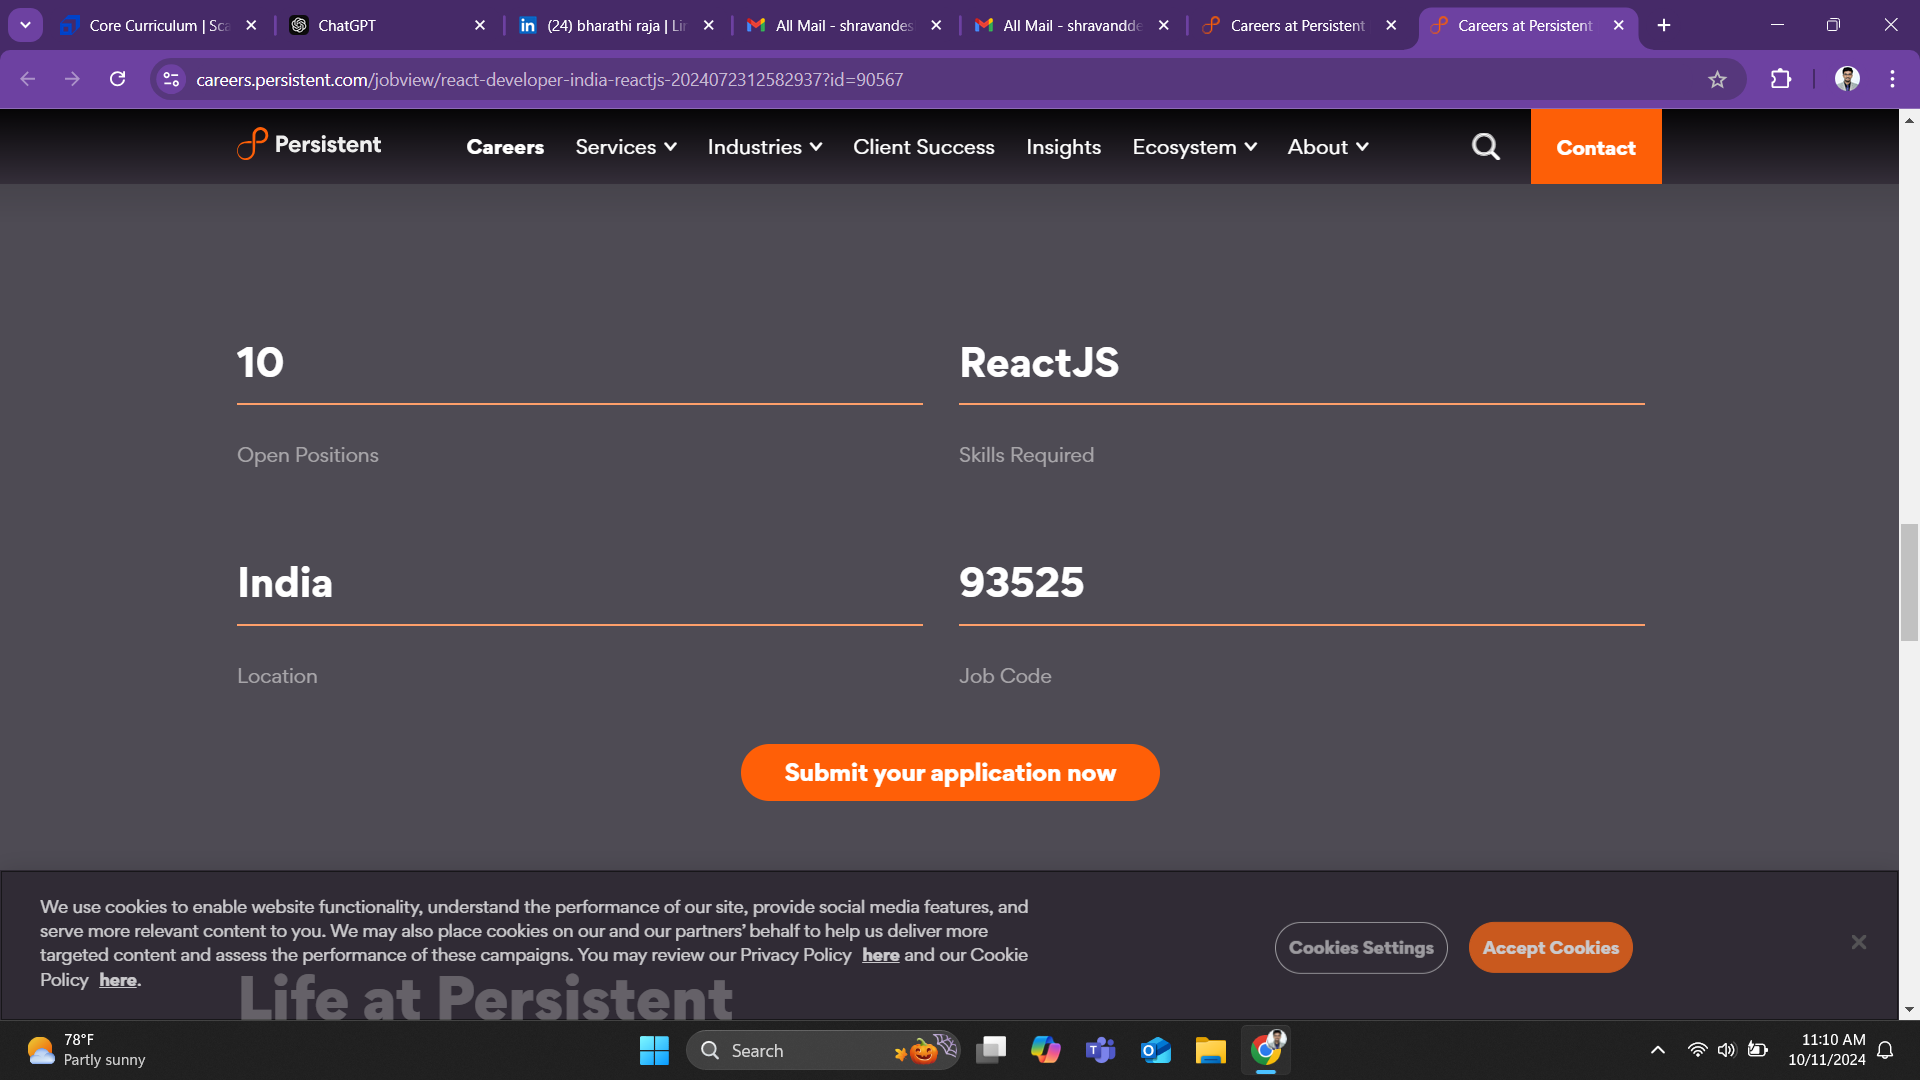 Core Curriculum | Sca
ChatGPT
(24) bharathi raja | Lin
All Mail - shravandes
All Mail - shravandde
Careers at Persistent
Careers at Persistent
careers.persistent.com/jobview/react-developer-india-reactjs-2024072312582937?id=90567
Persistent
Careers
Services
Industries
Client Success
Insights
Ecosystem
About
Contact
10
ReactJS
Open Positions
Skills Required
India
93525
Location
Job Code
Submit your application now
We use cookies to enable website functionality, understand the performance of our site, provide social media features, and
serve more relevant content to you. We may also place cookies on our and our partners’ behalf to help us deliver more
targeted content and assess the performance of these campaigns. You may review our Privacy Policy here and our Cookie
Policy here.
Cookies Settings
Accept Cookies
Life at Persistent
78°F
Partly sunny
Search
11:10 AM
10/11/2024